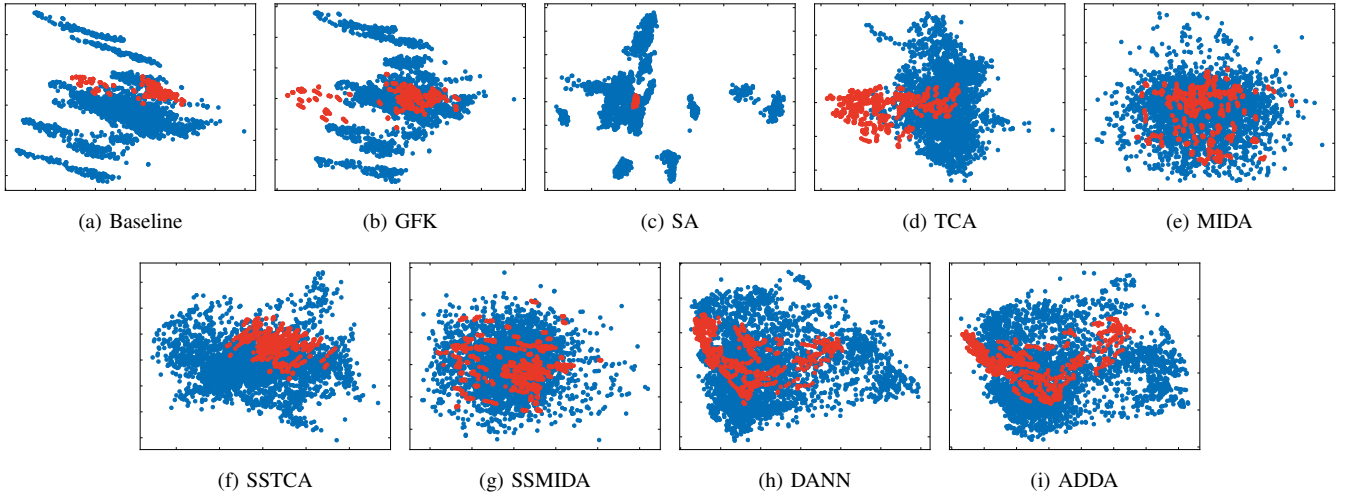 (a) Baseline
(b) GFK
(c) SA
(d) TCA
(e) MIDA
(f) SSTCA
(g) SSMIDA
(h) DANN
(i) ADDA